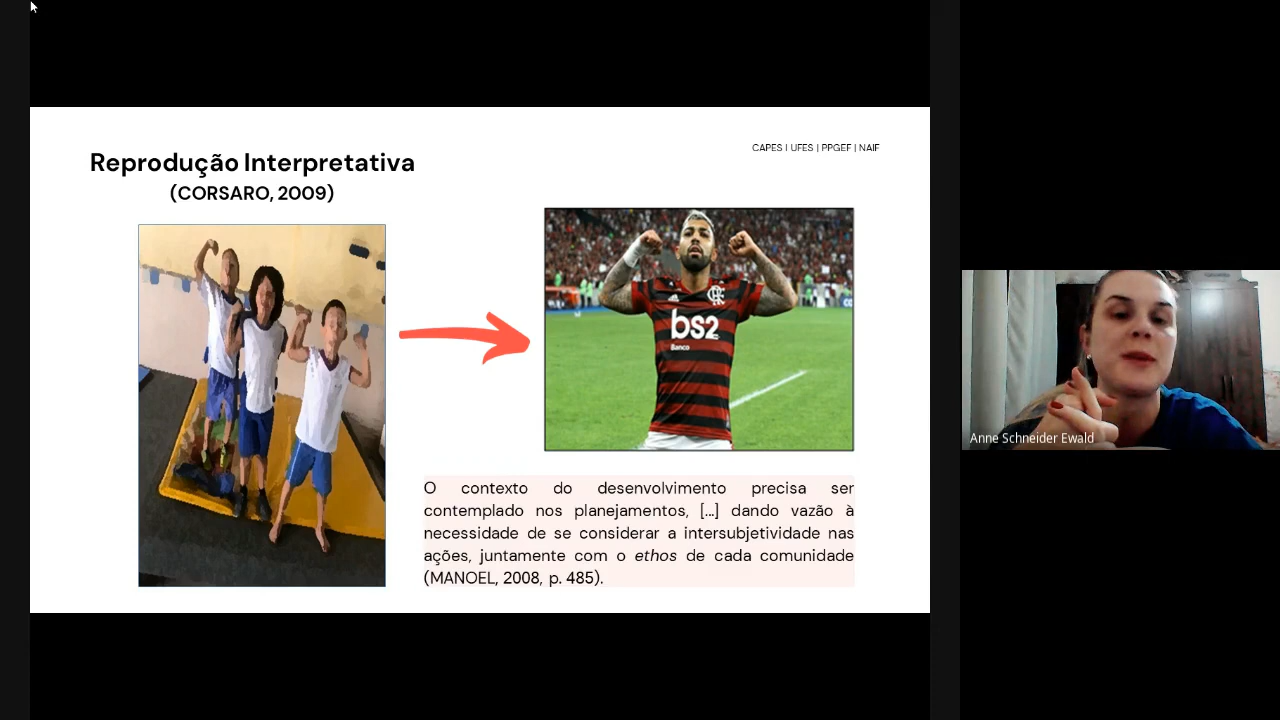 Reprodução Interpretativa
(CORSARO, 2009)
CAPES I UFES | PPGEF | NAIF
bs2
Banco
O contexto do desenvolvimento precisa ser
contemplado nos planejamentos, [...] dando vazão à
necessidade de se considerar a intersubjetividade nas
ações, juntamente com o ethos de cada comunidade
(MANOEL, 2008, p. 485).
Anne Schneider Ewald